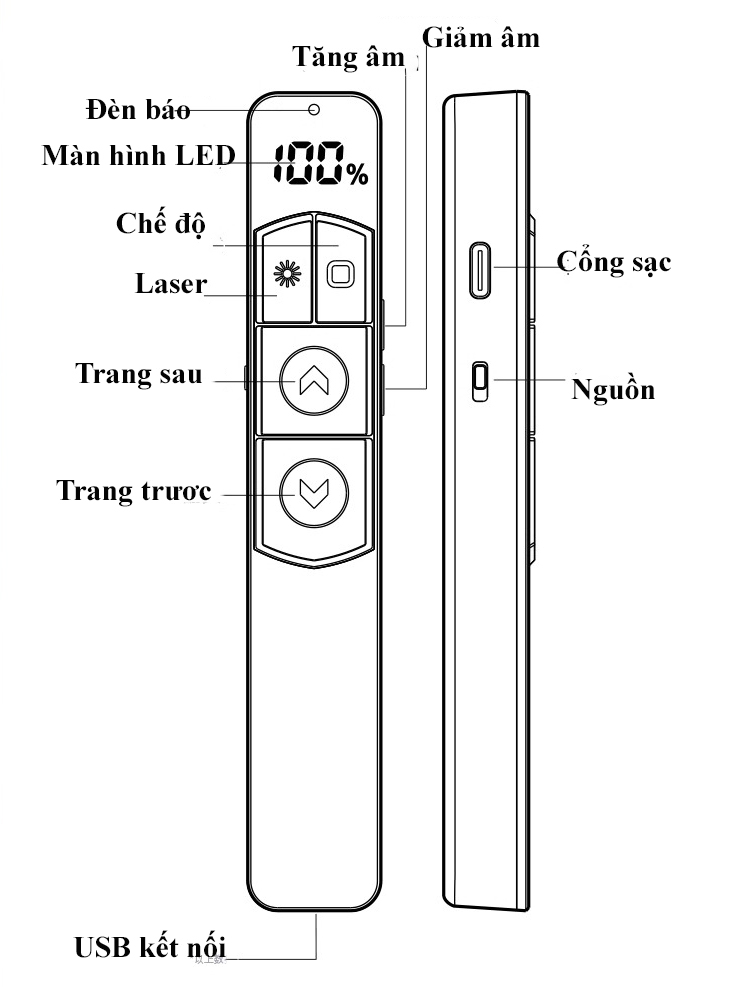 Giảm âm
Tăng âm
Đèn báo
Màn hình LED
100%
Chế độ
Laser
Cổng sạc
Trang sau
Nguồn
Trang trươc
USB kết nối